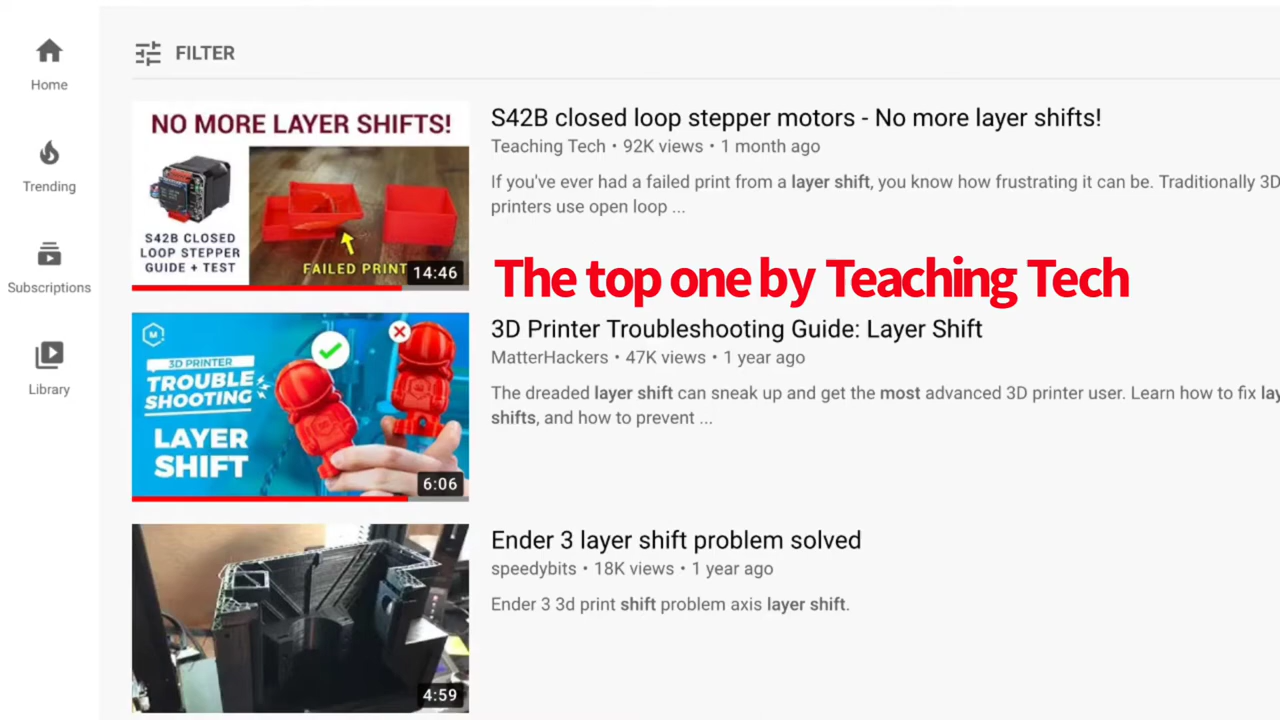 Home
Trending
Subscriptions
Library
FILTER
NO MORE LAYER SHIFTS!
S42B CLOSED
LOOP STEPPER
GUIDE + TEST
FAILED PRINT
14:46
S42B closed loop stepper motors - No more layer shifts!
Teaching Tech • 92K views • 1 month ago
If you've ever had a failed print from a layer shift, you know how frustrating it can be. Traditionally 3D
printers use open loop ...
The top one by Teaching Tech
M
3D PRINTER
TROUBLE
SHOOTING
LAYER
SHIFT
6:06
3D Printer Troubleshooting Guide: Layer Shift
MatterHackers • 47K views • 1 year ago
The dreaded layer shift can sneak up and get the most advanced 3D printer user. Learn how to fix lay
shifts, and how to prevent ...
4:59
Ender 3 layer shift problem solved
speedybits • 18K views • 1 year ago
Ender 3 3d print shift problem axis layer shift.